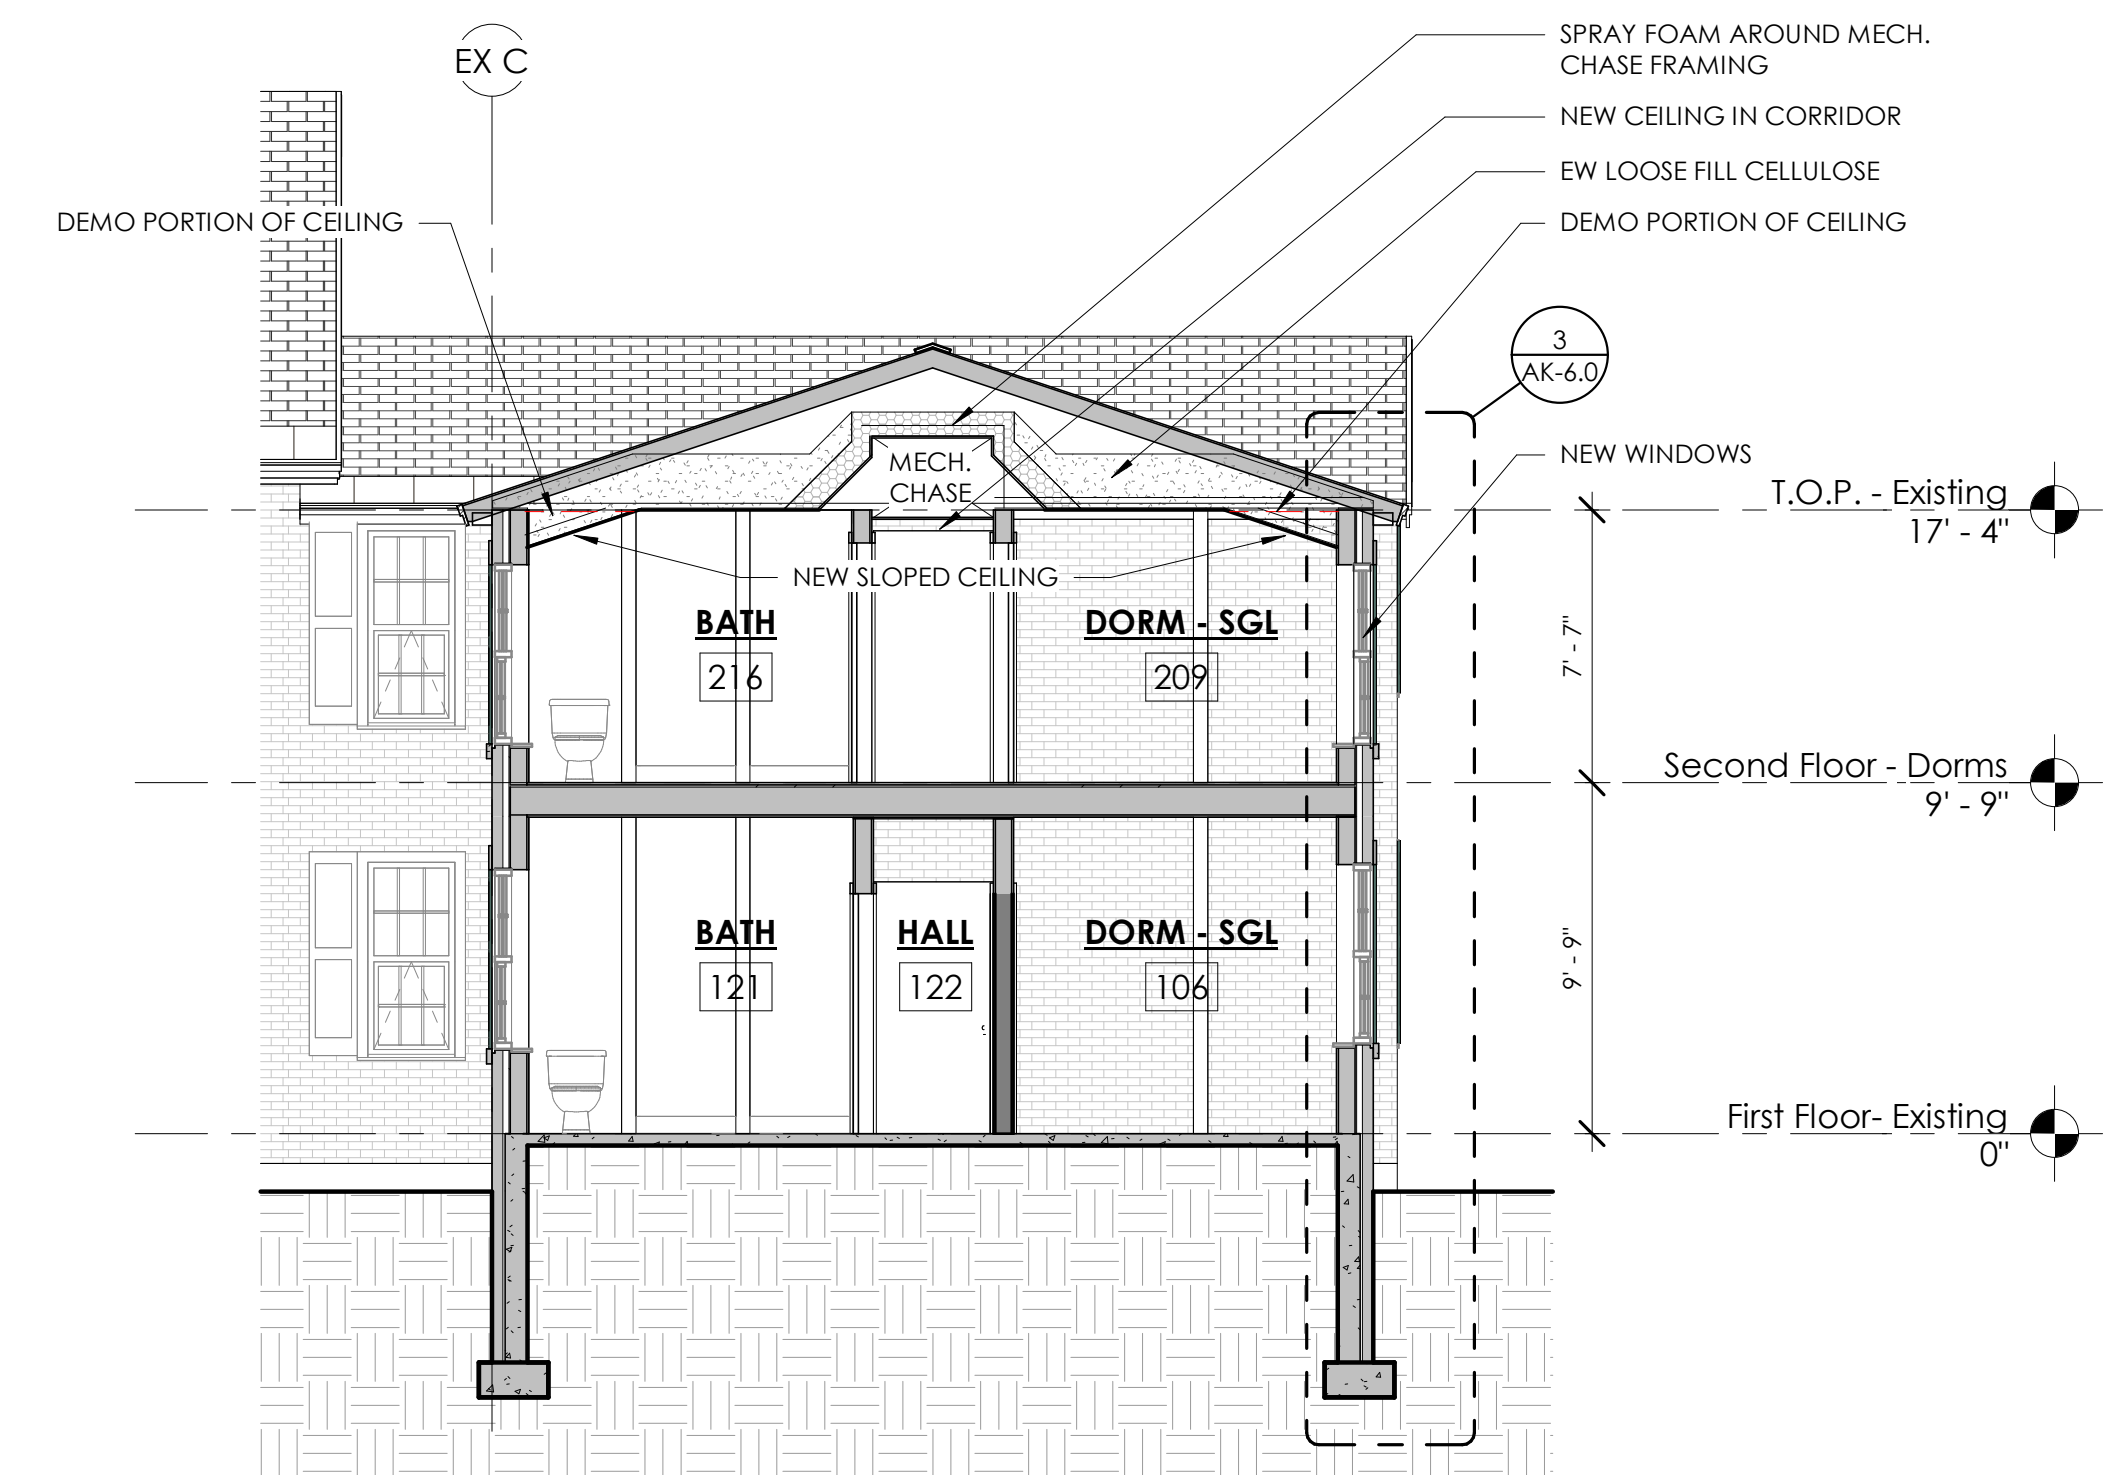 EX C
SPRAY FOAM AROUND MECH.
CHASE FRAMING
NEW CEILING IN CORRIDOR
EW LOOSE FILL CELLULOSE
DEMO PORTION OF CEILING
DEMO PORTION OF CEILING
3
AK-6.0
NEW WINDOWS
MECH.
CHASE
T.O.P. - Existing
17' - 4"
NEW SLOPED CEILING
BATH
216
DORM - SGL
209
7' - 7"
Second Floor - Dorms
9' - 9"
BATH
121
HALL
122
DORM - SGL
106
9' - 9"
First Floor- Existing
0"